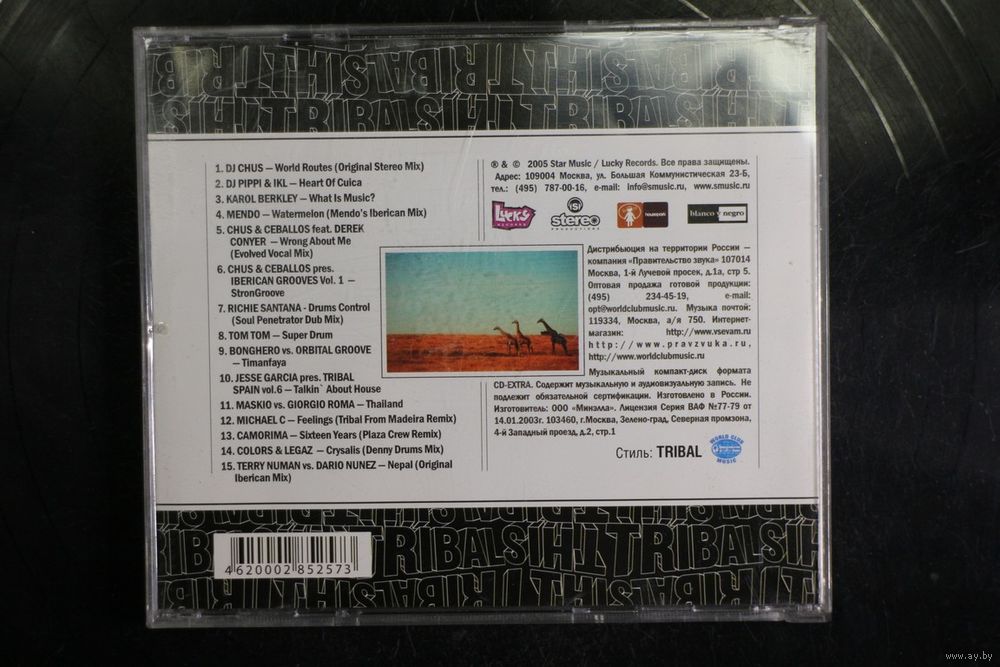 TRIBALSHIT
1. DJ CHUS — World Routes (Original Stereo Mix)
2. DJ PIPPI & IKL — Heart Of Cuica
3. KAROL BERKLEY — What Is Music?
4. MENDO — Watermelon (Mendo's Iberican Mix)
5. CHUS & CEBALLOS feat. DEREK
CONYER — Wrong About Me
(Evolved Vocal Mix)
6. CHUS & CEBALLOS pres.
IBERICAN GROOVES Vol. 1 —
StronGroove
7. RICHIE SANTANA - Drums Control
(Soul Penetrator Dub Mix)
8. TOM TOM — Super Drum
9. BONGHERO vs. ORBITAL GROOVE
— Timanfaya
10. JESSE GARCIA pres. TRIBAL
SPAIN vol.6 — Talkin` About House
11. MASKIO vs. GIORGIO ROMA — Thailand
12. MICHAEL C — Feelings (Tribal From Madeira Remix)
13. CAMORIMA — Sixteen Years (Plaza Crew Remix)
14. COLORS & LEGAZ — Crysalis (Denny Drums Mix)
15. TERRY NUMAN vs. DARIO NUNEZ — Nepal (Original
Iberican Mix)
® & © 2005 Star Music / Lucky Records. Все права защищены.
Адрес: 109004 Москва, ул. Большая Коммунистическая 23-Б,
тел.: (495) 787-00-16, e-mail: info@smusic.ru, www.smusic.ru
Lucky RECORDS
stereo PRODUCTIONS
housepark
blanco y negro
Дистрибьюция на территории России —
компания «Правительство звука» 107014
Москва, 1-й Лучевой просек, д.1а, стр 5.
Оптовая продажа готовой продукции:
(495) 234-45-19, e-mail:
opt@worldclubmusic.ru. Музыка почтой:
119334, Москва, а/я 750. Интернет-
магазин: http://www.vsevam.ru
http://www.pravzvuka.ru,
http://www.worldclubmusic.ru
Музыкальный компакт-диск формата
CD-EXTRA. Содержит музыкальную и аудиовизуальную запись. Не
подлежит обязательной сертификации. Изготовлено в России.
Изготовитель: ООО «Минэлла». Лицензия Серия ВАФ №77-79 от
14.01.2003г. 103460, г.Москва, Зелено-град, Северная промзона,
4-й Западный проезд, д.2, стр.1
Стиль: TRIBAL
WORLD CLUB MUSIC
TRIBALSHIT
4620002852573
www.ay.by